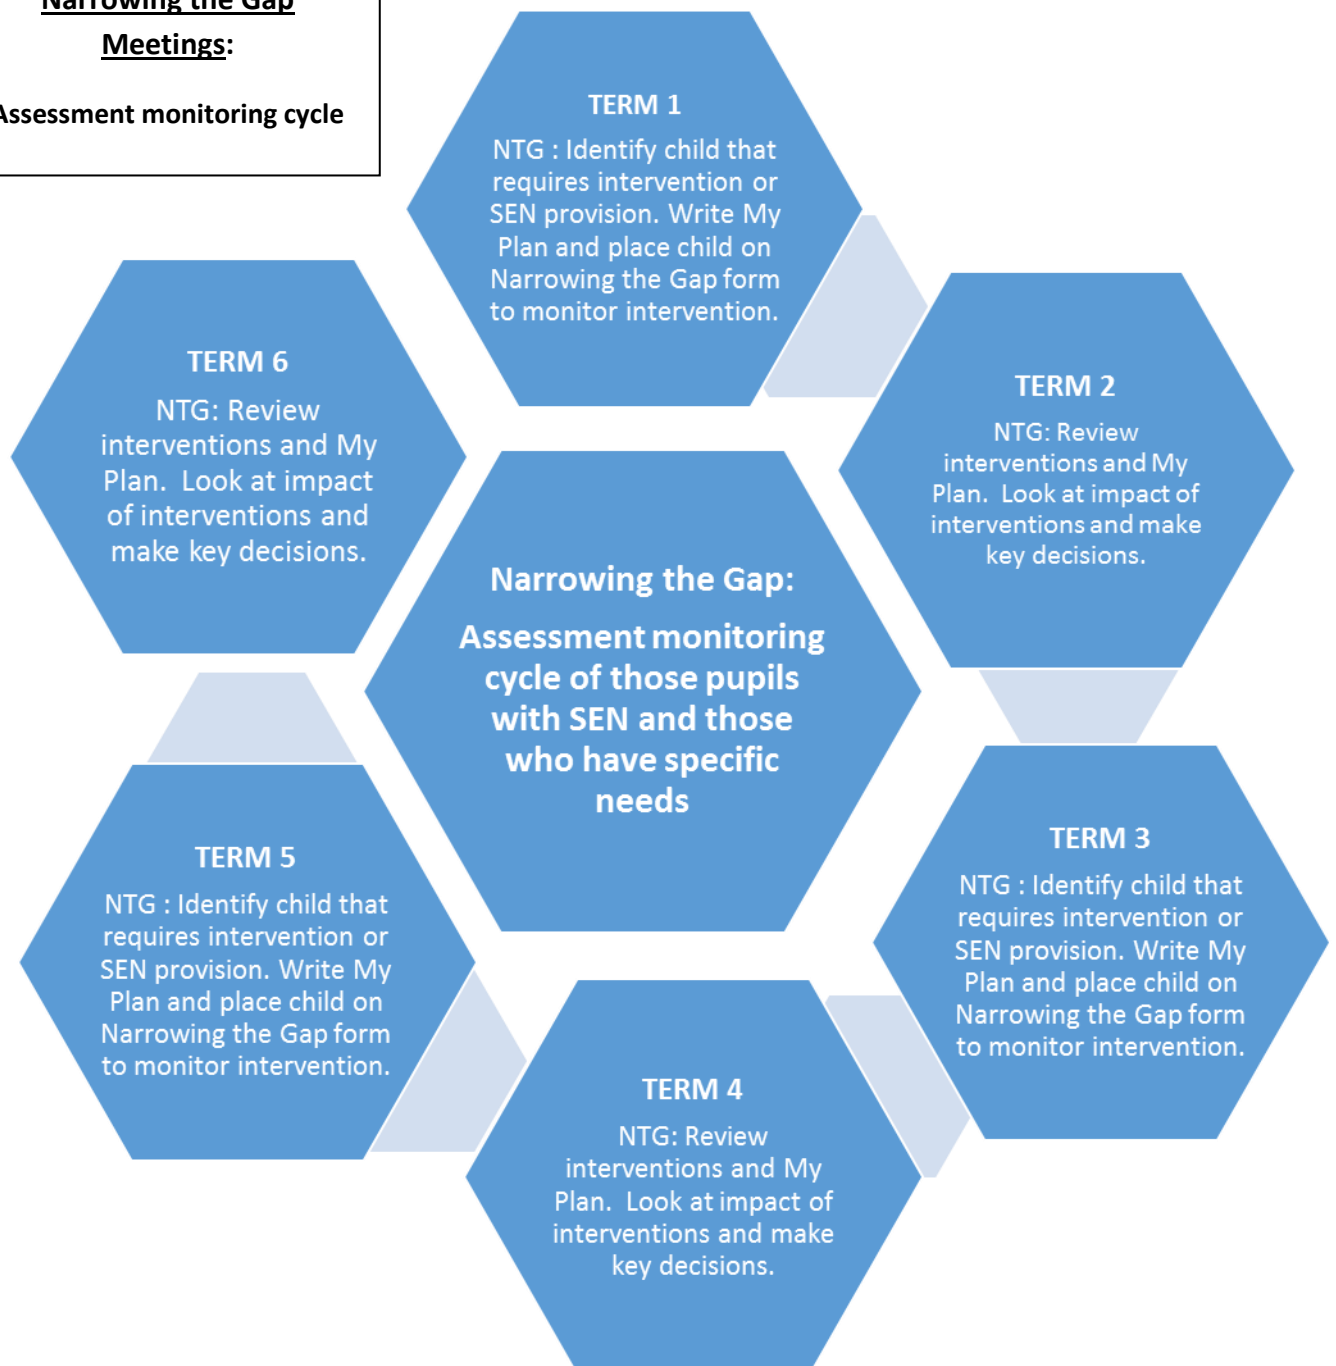 Narrowing the Gap
Meetings:
Assessment monitoring cycle
TERM 1
NTG : Identify child that
requires intervention or
SEN provision. Write My
Plan and place child on
Narrowing the Gap form
to monitor intervention.
TERM 2
NTG: Review
interventions and My
Plan.  Look at impact of
interventions and make
key decisions.
TERM 3
NTG : Identify child that
requires intervention or
SEN provision. Write My
Plan and place child on
Narrowing the Gap form
to monitor intervention.
TERM 4
NTG: Review
interventions and My
Plan.  Look at impact of
interventions and make
key decisions.
TERM 5
NTG : Identify child that
requires intervention or
SEN provision. Write My
Plan and place child on
Narrowing the Gap form
to monitor intervention.
TERM 6
NTG: Review
interventions and My
Plan.  Look at impact
of interventions and
make key decisions.
Narrowing the Gap:
Assessment monitoring
cycle of those pupils
with SEN and those
who have specific
needs